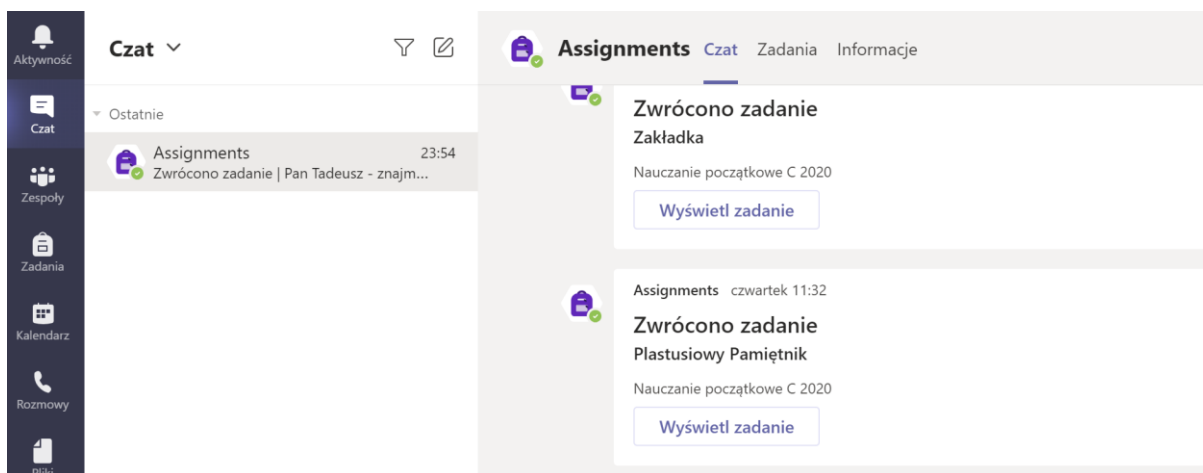 Aktywność
Czat
Zespoły
Zadania
Kalendarz
Rozmowy
Pliki
Czat
Ostatnie
Assignments 23:54
Zwrócono zadanie | Pan Tadeusz - znajm...
Assignments Czat Zadania Informacje
Zwrócono zadanie
Zakładka
Nauczanie początkowe C 2020
Wyświetl zadanie
Assignments czwartek 11:32
Zwrócono zadanie
Plastusiowy Pamiętnik
Nauczanie początkowe C 2020
Wyświetl zadanie